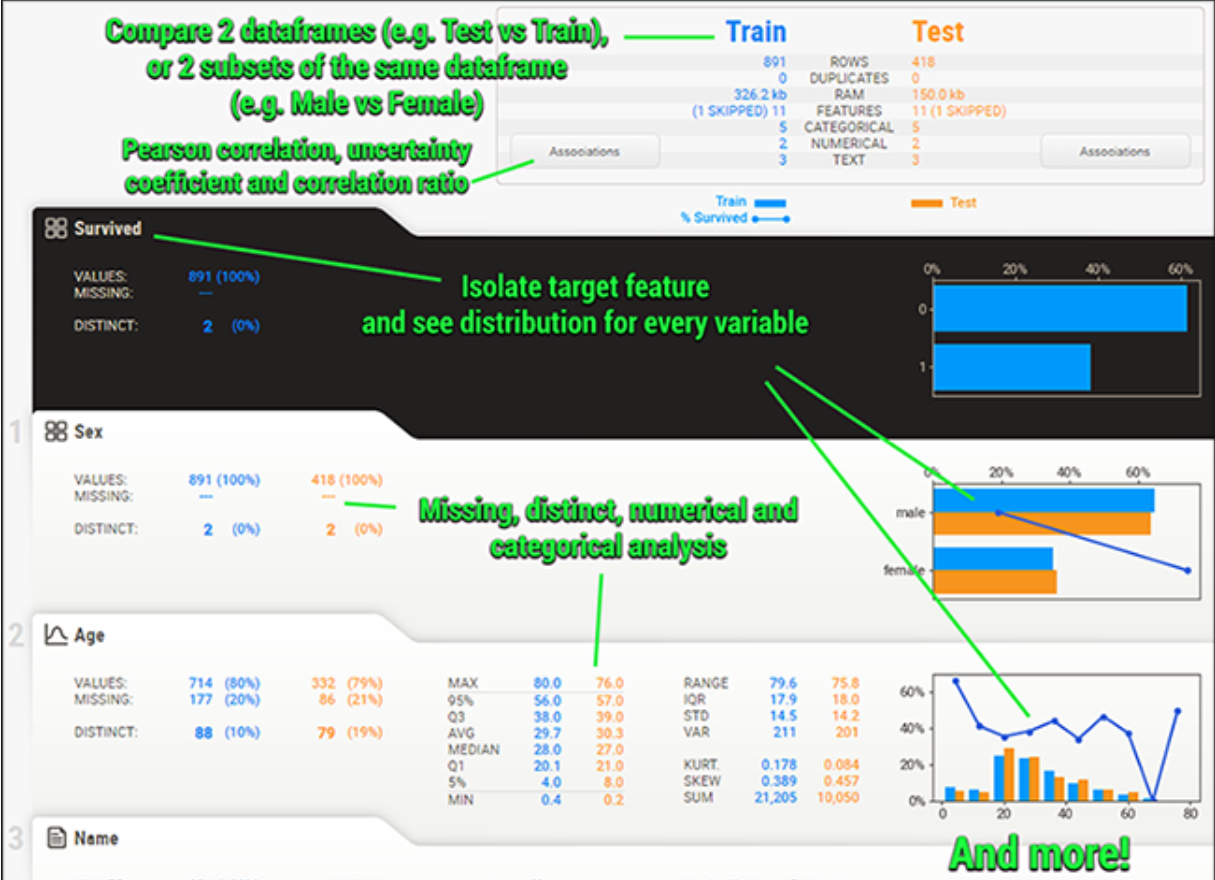 Compare 2 dataframes (e.g. Test vs Train),
or 2 subsets of the same dataframe
(e.g. Male vs Female)
Pearson correlation, uncertainty
coefficient and correlation ratio
Train Test
891 ROWS 418
0 DUPLICATES 0
326.2 kb RAM 150.0 kb
(1 SKIPPED) 11 FEATURES 11 (1 SKIPPED)
5 CATEGORICAL 5
2 NUMERICAL 2
3 TEXT 3
Associations
Associations
Train
% Survived
Test
Survived
VALUES: 891 (100%)
MISSING: ---
DISTINCT: 2 (0%)
Isolate target feature
and see distribution for every variable
0% 20% 40% 60%
0
1
1
Sex
VALUES: 891 (100%) 418 (100%)
MISSING: --- ---
DISTINCT: 2 (0%) 2 (0%)
Missing, distinct, numerical and
categorical analysis
0% 20% 40% 60%
male
female
2
Age
VALUES: 714 (80%) 332 (79%)
MISSING: 177 (20%) 86 (21%)
DISTINCT: 88 (10%) 79 (19%)
MAX 80.0 76.0
95% 56.0 57.0
Q3 38.0 39.0
AVG 29.7 30.3
MEDIAN 28.0 27.0
Q1 20.1 21.0
5% 4.0 8.0
MIN 0.4 0.2
RANGE 79.6 75.8
IQR 17.9 18.0
STD 14.5 14.2
VAR 211 201
KURT. 0.178 0.084
SKEW 0.389 0.457
SUM 21,205 10,050
60%
40%
20%
0%
0 20 40 60 80
And more!
3
Name